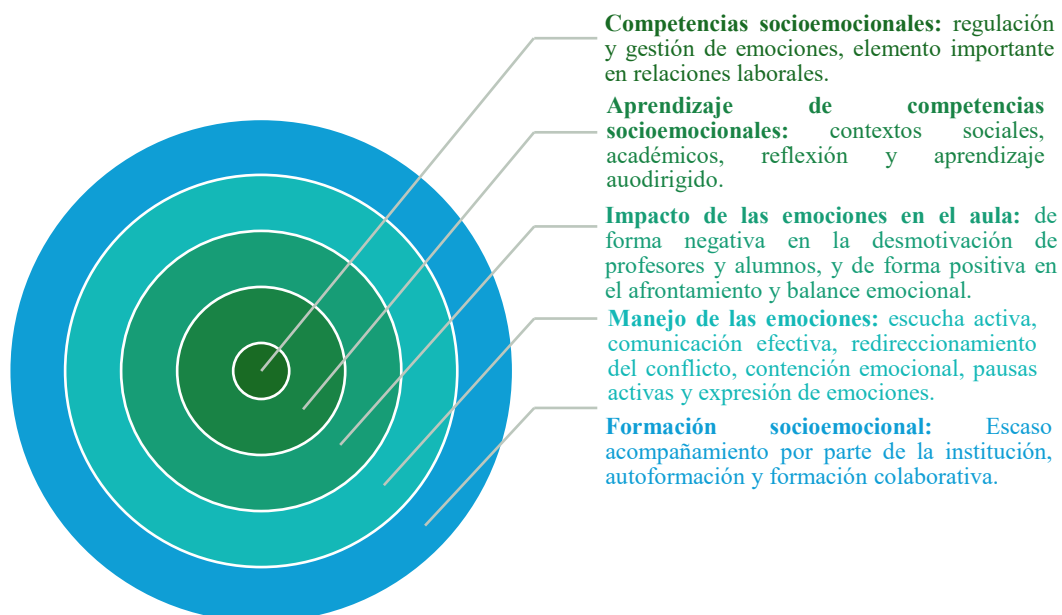 Competencias socioemocionales: regulación
y gestión de emociones, elemento importante
en relaciones laborales.
Aprendizaje de competencias
socioemocionales: contextos sociales,
académicos, reflexión y aprendizaje
auodirigido.
Impacto de las emociones en el aula: de
forma negativa en la desmotivación de
profesores y alumnos, y de forma positiva en
el afrontamiento y balance emocional.
Manejo de las emociones: escucha activa,
comunicación efectiva, redireccionamiento
del conflicto, contención emocional, pausas
activas y expresión de emociones.
Formación socioemocional: Escaso
acompañamiento por parte de la institución,
autoformación y formación colaborativa.